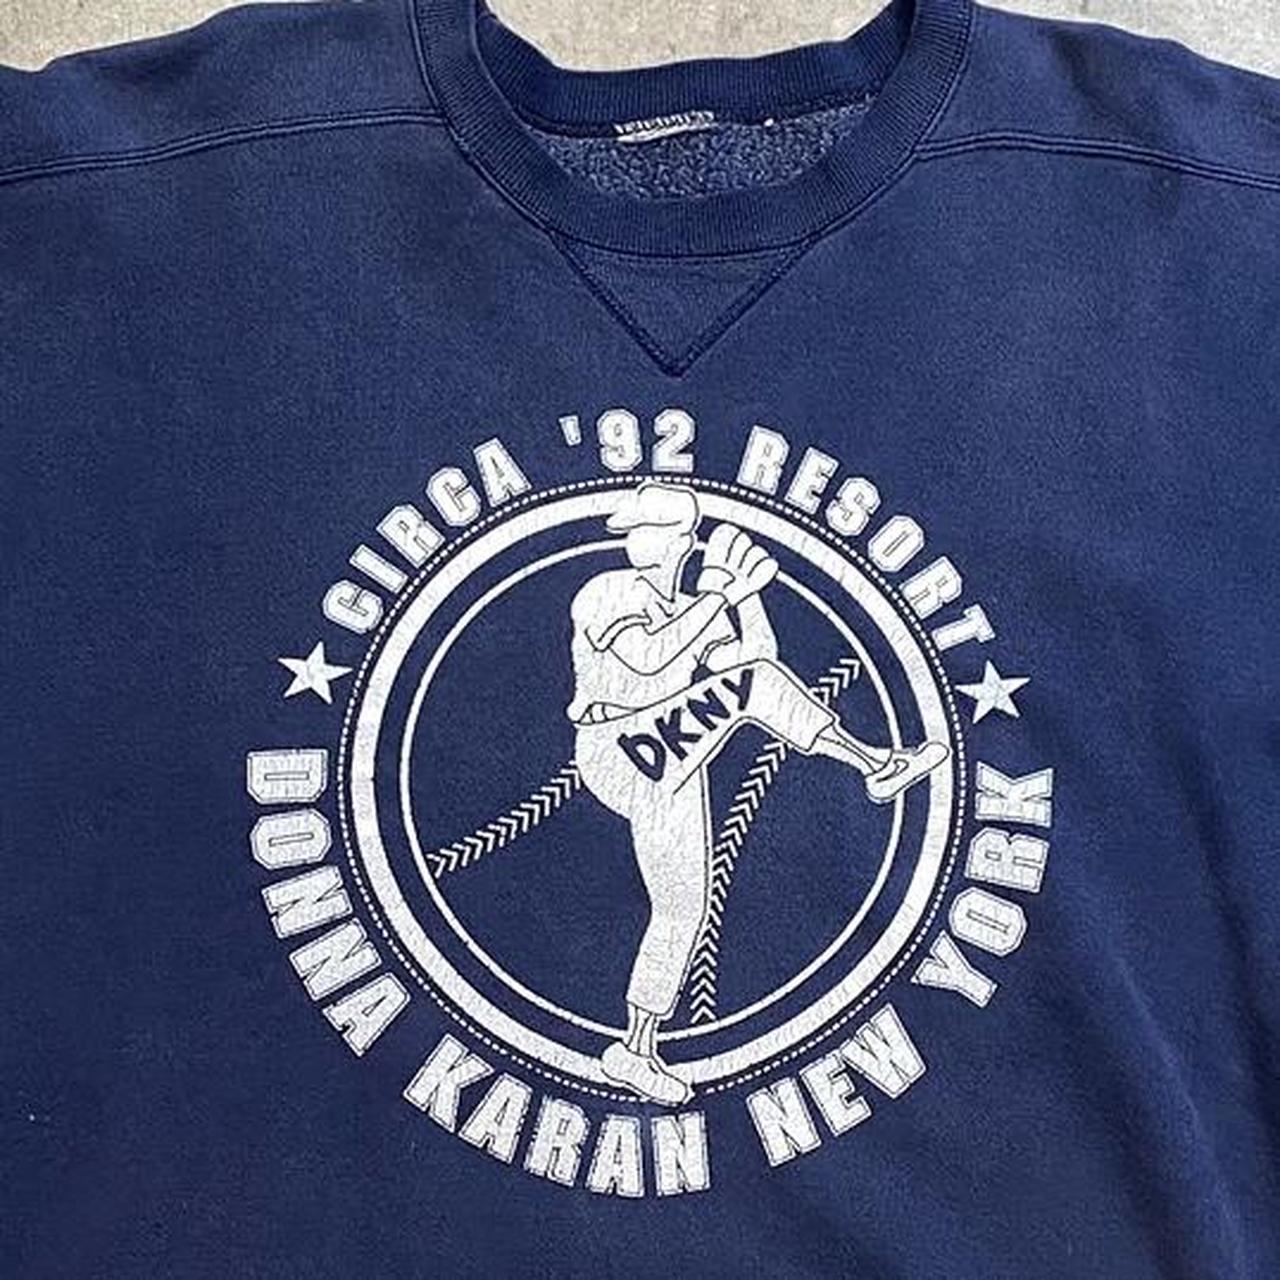 CIRCA '92 RESORT
DKNY
DONNA KARAN NEW YORK